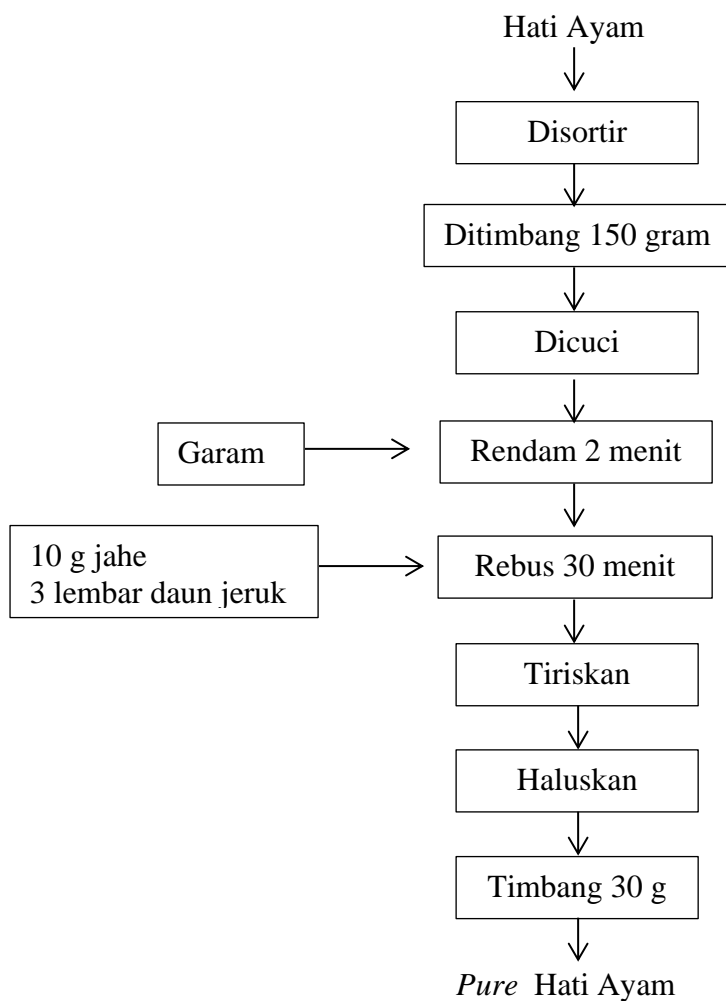 Hati Ayam
Disortir
Ditimbang 150 gram
Dicuci
Garam
Rendam 2 menit
10 g jahe
3 lembar daun jeruk
Rebus 30 menit
Tiriskan
Haluskan
Timbang 30 g
Pure Hati Ayam